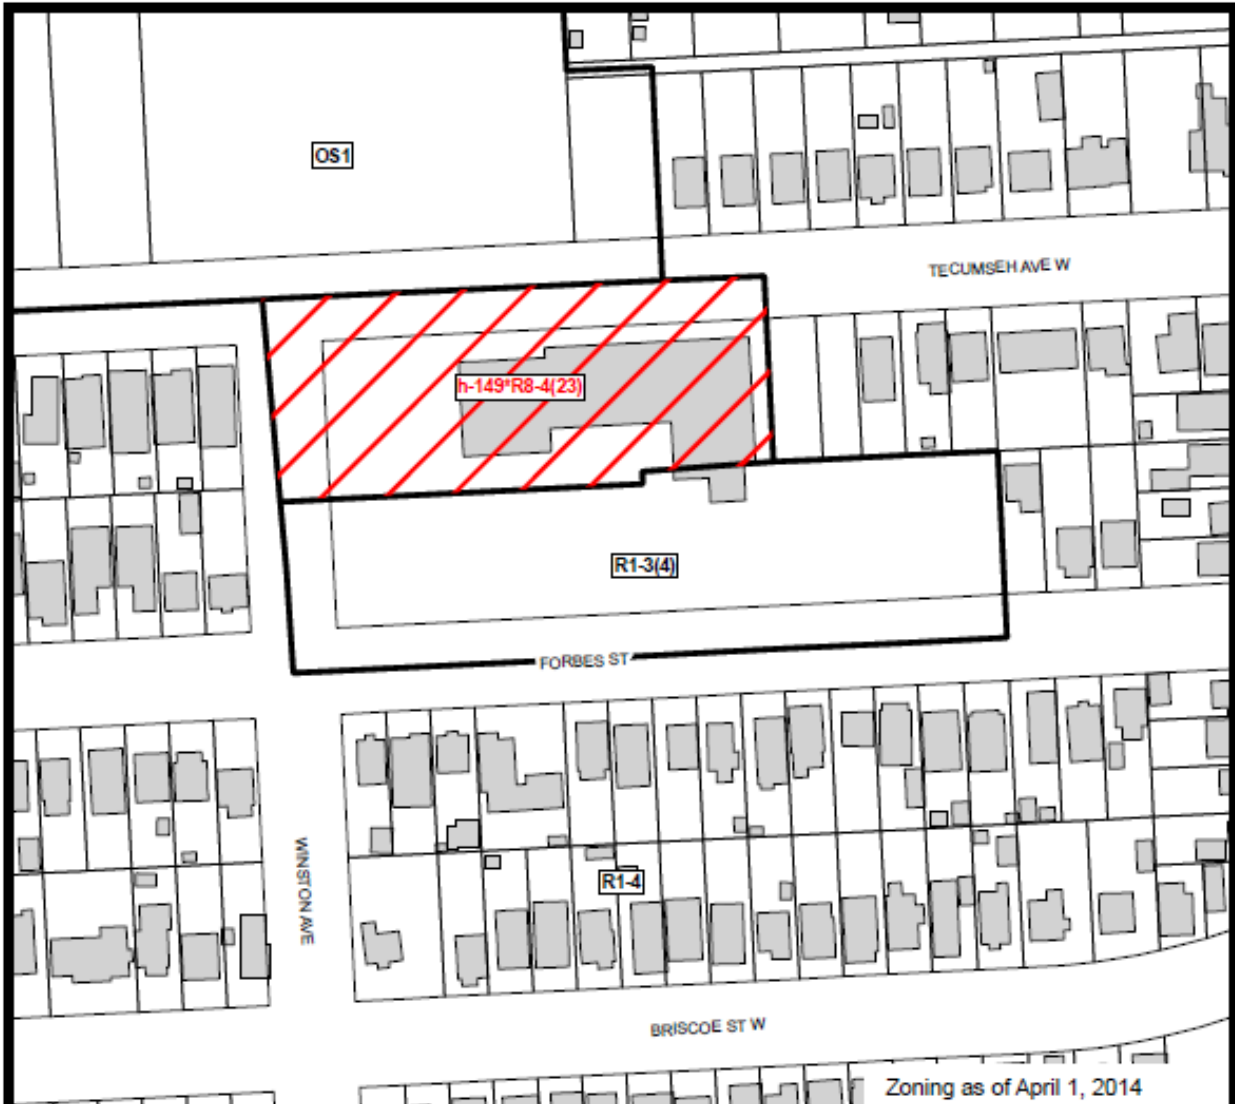 OS1
TECUMSEH AVE W
h-149*R8-4(23)
R1-3(4)
FORBES ST
WINSTON AVE
R1-4
BRISCOE ST W
Zoning as of April 1, 2014